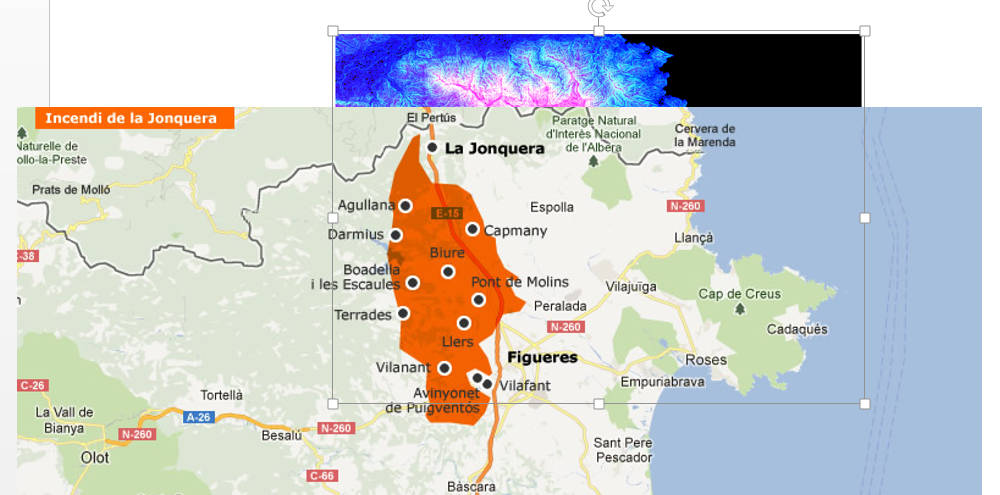 Incendi de la Jonquera
El Pertús
Paratge Natural
d'Interès Nacional
de l'Albera
Cervera de
la Marenda
La Jonquera
Naturelle de
ollo-la-Preste
Prats de Molló
Agullana
E-15
Espolla
N-260
Darmius
Capmany
Llançà
-38
Biure
Boadella
i les Escaules
Pont de Molins
Vilajuïga
Cap de Creus
Peralada
Terrades
N-260
Cadaqués
Llers
Figueres
Roses
Vilanant
C-26
Vilafant
Empuriabrava
Avinyonet
de Puigventós
Tortellà
La Vall de
Bianya
A-26
N-260
N-260
Besalú
Sant Pere
Pescador
Olot
C-66
Bàscara